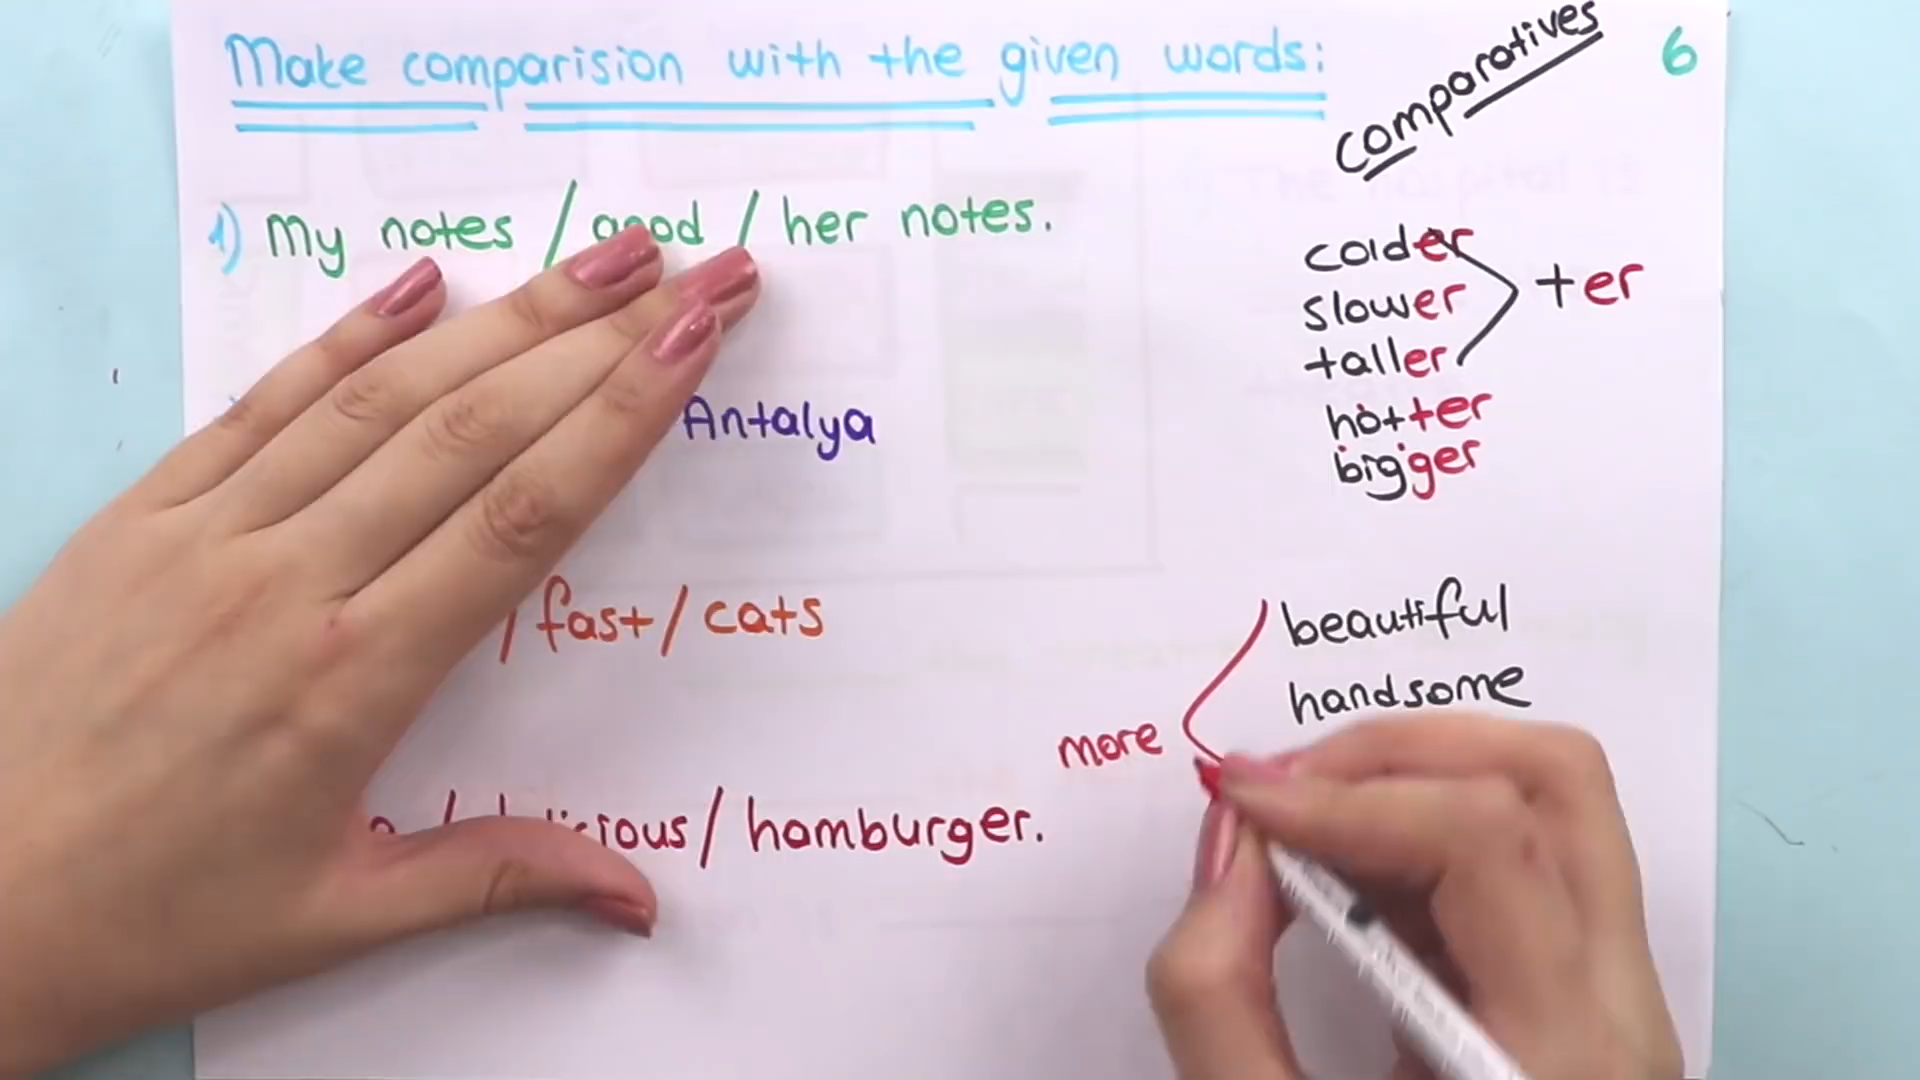 Make comparision with the given words:
Comparatives
6
1) My notes / good / her notes.
colder
slower
taller
+er
hotter
bigger
Antalya
/ fast / cats
beautiful
handsome
more
/ hamburger.